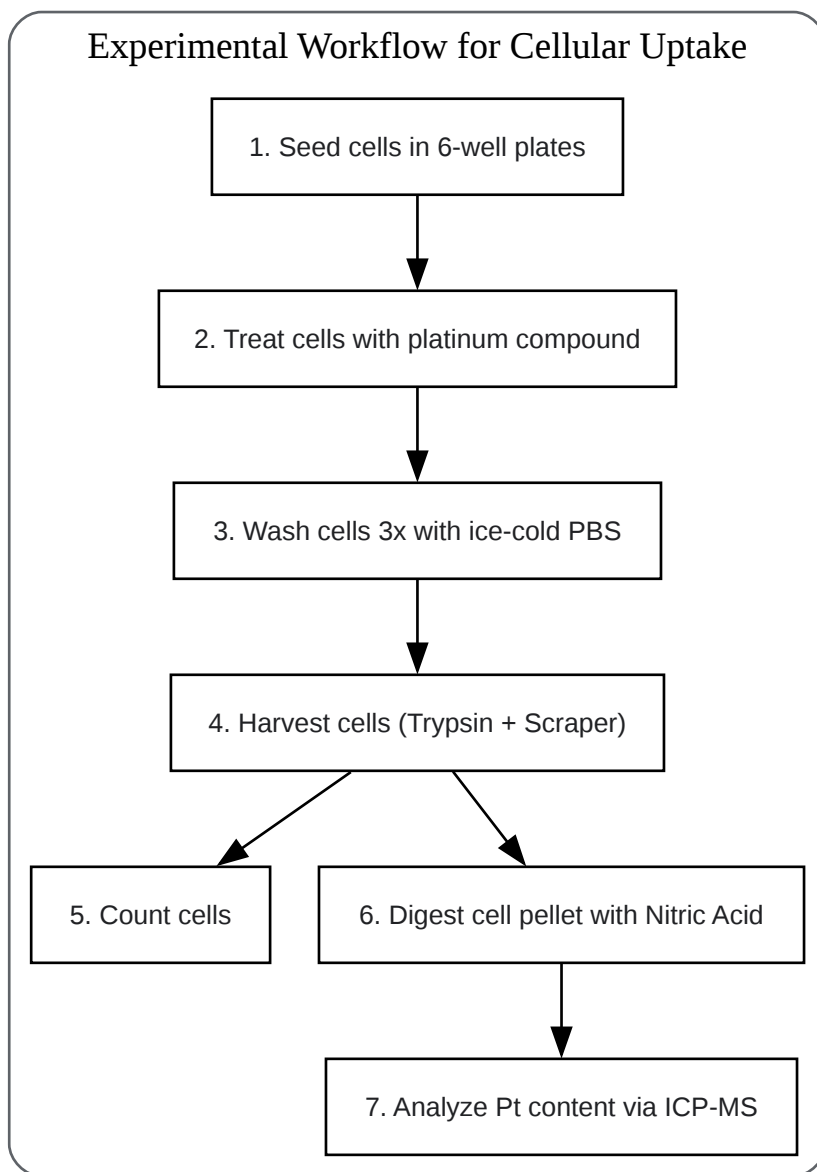 Experimental Workflow for Cellular Uptake
1. Seed cells in 6-well plates
2. Treat cells with platinum compound
3. Wash cells 3x with ice-cold PBS
4. Harvest cells (Trypsin + Scraper)
5. Count cells
6. Digest cell pellet with Nitric Acid
7. Analyze Pt content via ICP-MS